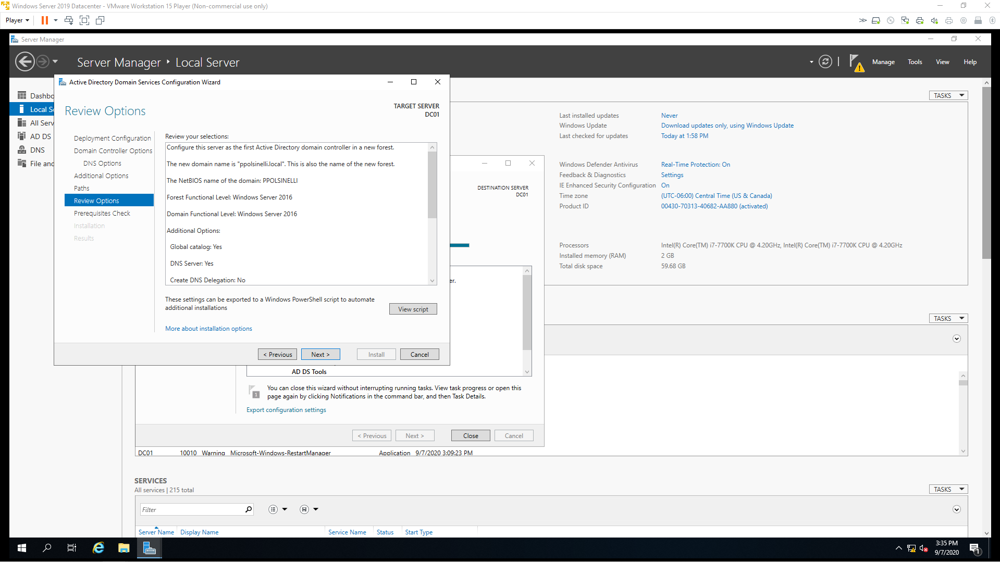 Windows Server 2019 Datacenter - VMware Workstation 15 Player (Non-commercial use only)
Player
Server Manager
Server Manager
Local Server
Manage
Tools
View
Help
Dashbo
Local Se
All Serv
AD DS
DNS
File and
Active Directory Domain Services Configuration Wizard
Review Options
TARGET SERVER
DC01
Deployment Configuration
Domain Controller Options
DNS Options
Additional Options
Paths
Review Options
Prerequisites Check
Installation
Results
Review your selections:
Configure this server as the first Active Directory domain controller in a new forest.
The new domain name is "ppolsinelli.local". This is also the name of the new forest.
The NetBIOS name of the domain: PPOLSINELLI
Forest Functional Level: Windows Server 2016
Domain Functional Level: Windows Server 2016
Additional Options:
Global catalog: Yes
DNS Server: Yes
Create DNS Delegation: No
These settings can be exported to a Windows PowerShell script to automate
additional installations
View script
More about installation options
< Previous
Next >
Install
Cancel
DESTINATION SERVER
DC01
er.
AD DS Tools
1
You can close this wizard without interrupting running tasks. View task progress or open this
page again by clicking Notifications in the command bar, and then Task Details.
Export configuration settings
< Previous
Next >
Close
Cancel
TASKS
Last installed updates Never
Windows Update Download updates only, using Windows Update
Last checked for updates Today at 1:58 PM
Windows Defender Antivirus Real-Time Protection: On
Feedback & Diagnostics Settings
IE Enhanced Security Configuration On
Time zone (UTC-06:00) Central Time (US & Canada)
Product ID 00430-70313-40682-AA880 (activated)
Processors Intel(R) Core(TM) i7-7700K CPU @ 4.20GHz, Intel(R) Core(TM) i7-7700K CPU @ 4.20GHz
Installed memory (RAM) 2 GB
Total disk space 59.68 GB
TASKS
DC01 10010 Warning Microsoft-Windows-RestartManager Application 9/7/2020 3:09:23 PM
SERVICES
All services | 215 total
TASKS
Filter
Server Name Display Name Service Name Status Start Type
3:35 PM
9/7/2020
1